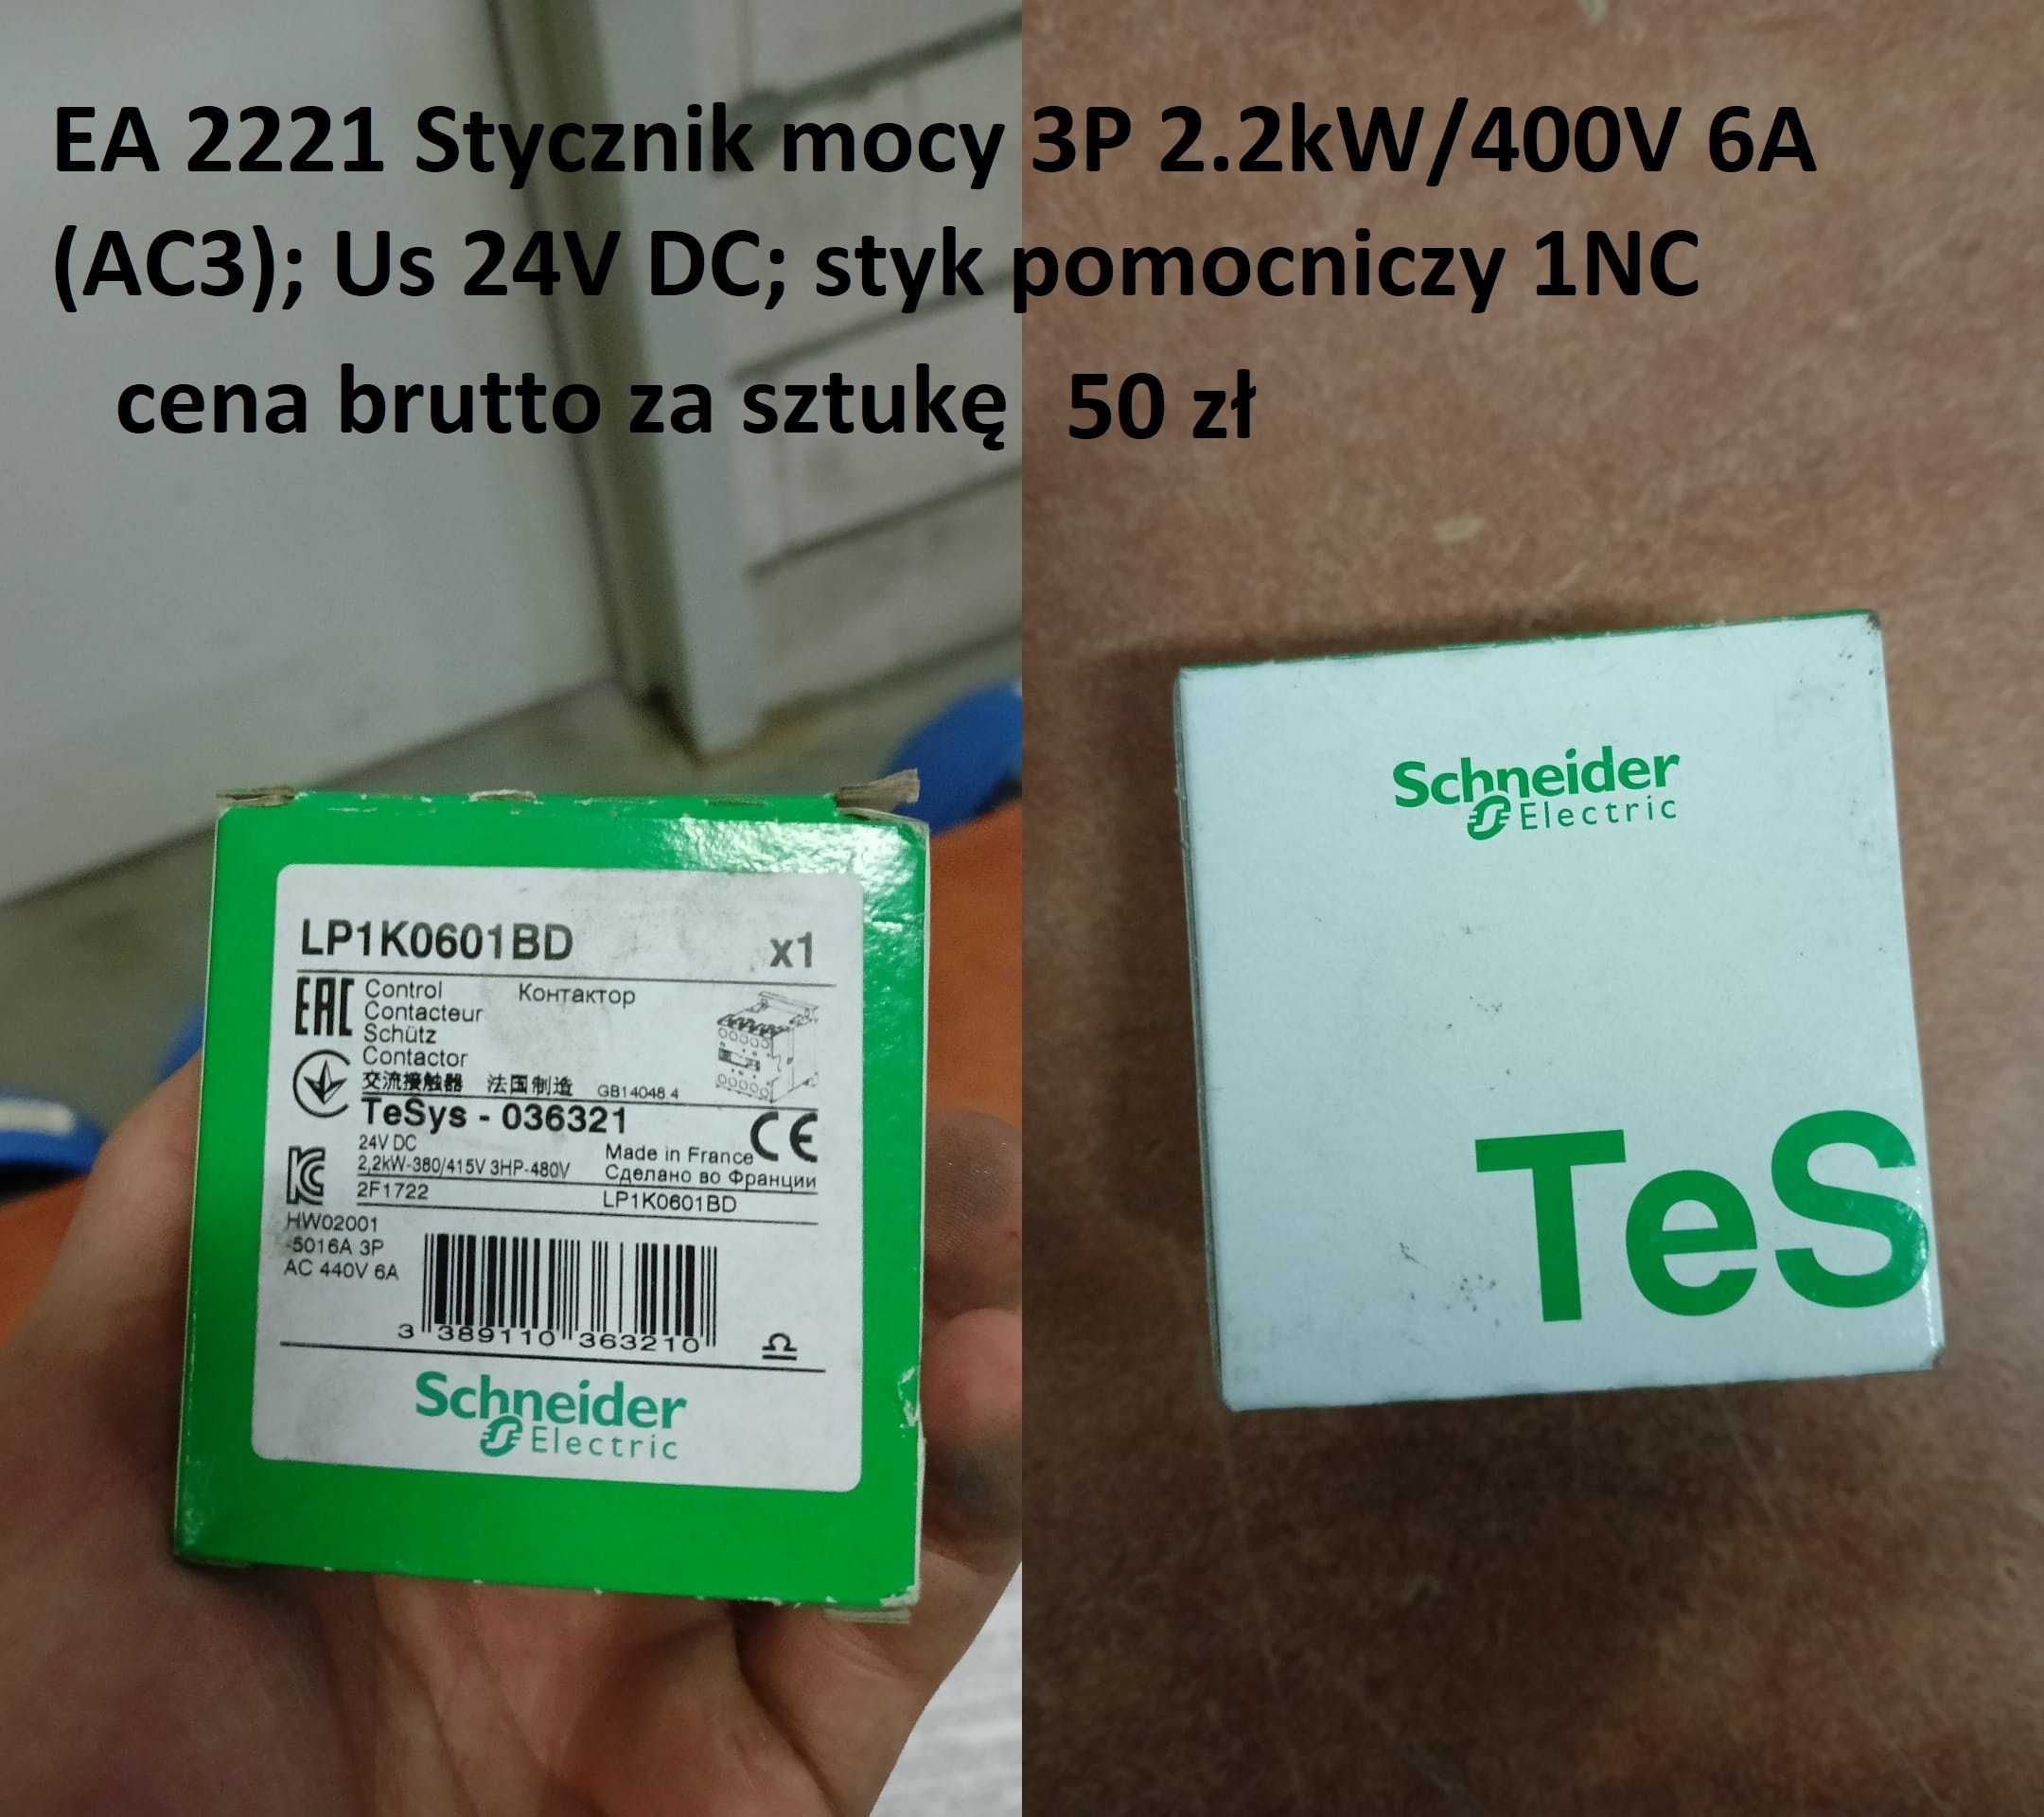 EA 2221 Stycznik mocy 3P 2.2kW/400V 6A
(AC3); Us 24V DC; styk pomocniczy 1NC
cena brutto za sztukę 50 zł
LP1K0601BD x1
EAC
Control Контактор
Contacteur
Schütz
Contactor
交流接触器 法国制造 GB14048.4
TeSys - 036321
CE
24V DC
2,2kW-380/415V 3HP-480V
Made in France
Сделано во Франции
2F1722 LP1K0601BD
HW02001
-5016A 3P
AC 440V 6A
3 389110 363210
Schneider
Electric
Schneider
Electric
TeS